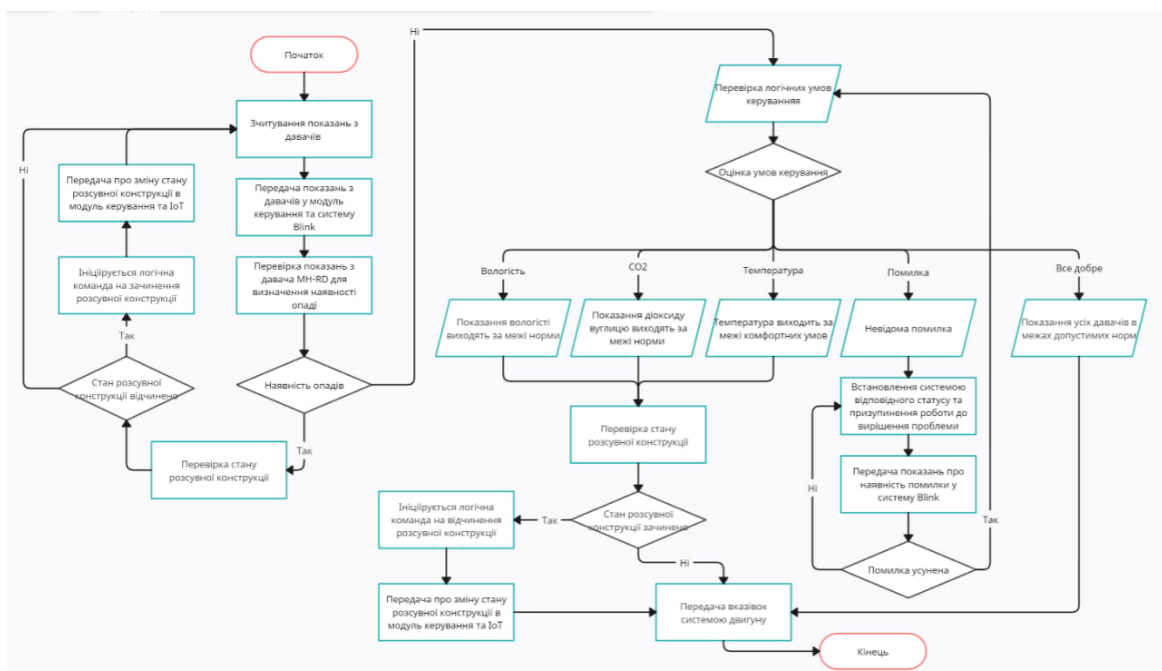 Початок
Зчитування показань з
давачів
Передача показань з
давачів у модуль
керування та систему
Blink
Перевірка показань з
давача MH-RD для
визначення наявності
опаді
Наявність опадів
Ні
Так
Перевірка стану
розсувної конструкції
Стан розсувної
конструкції відчинено
Так
Ні
Ініціірується логічна
команда на зачинення
розсувної конструкції
Передача про зміну стану
розсувної конструкції в
модуль керування та IoT
Перевірка логічних умов
керуванняя
Оцінка умов керування
Вологість
CO2
Температура
Помилка
Все добре
Показання вологісті
виходять за межі норми
Показання діоксиду
вуглицю виходять за
межі норми
Температура виходить за
межі комфортних умов
Невідома помилка
Показання усіх давачів в
межах допустимих норм
Перевірка стану
розсувної конструкції
Стан розсувної
конструкції зачинено
Так
Ні
Ініціірується логічна
команда на відчинення
розсувної конструкції
Передача про зміну стану
розсувної конструкції в
модуль керування та IoT
Встановлення системою
відповідного статусу та
призупинення роботи до
вирішення проблеми
Передача показань про
наявність помилки у
систему Blink
Помилка усунена
Ні
Так
Передача вказівок
системою двигуну
Кінець